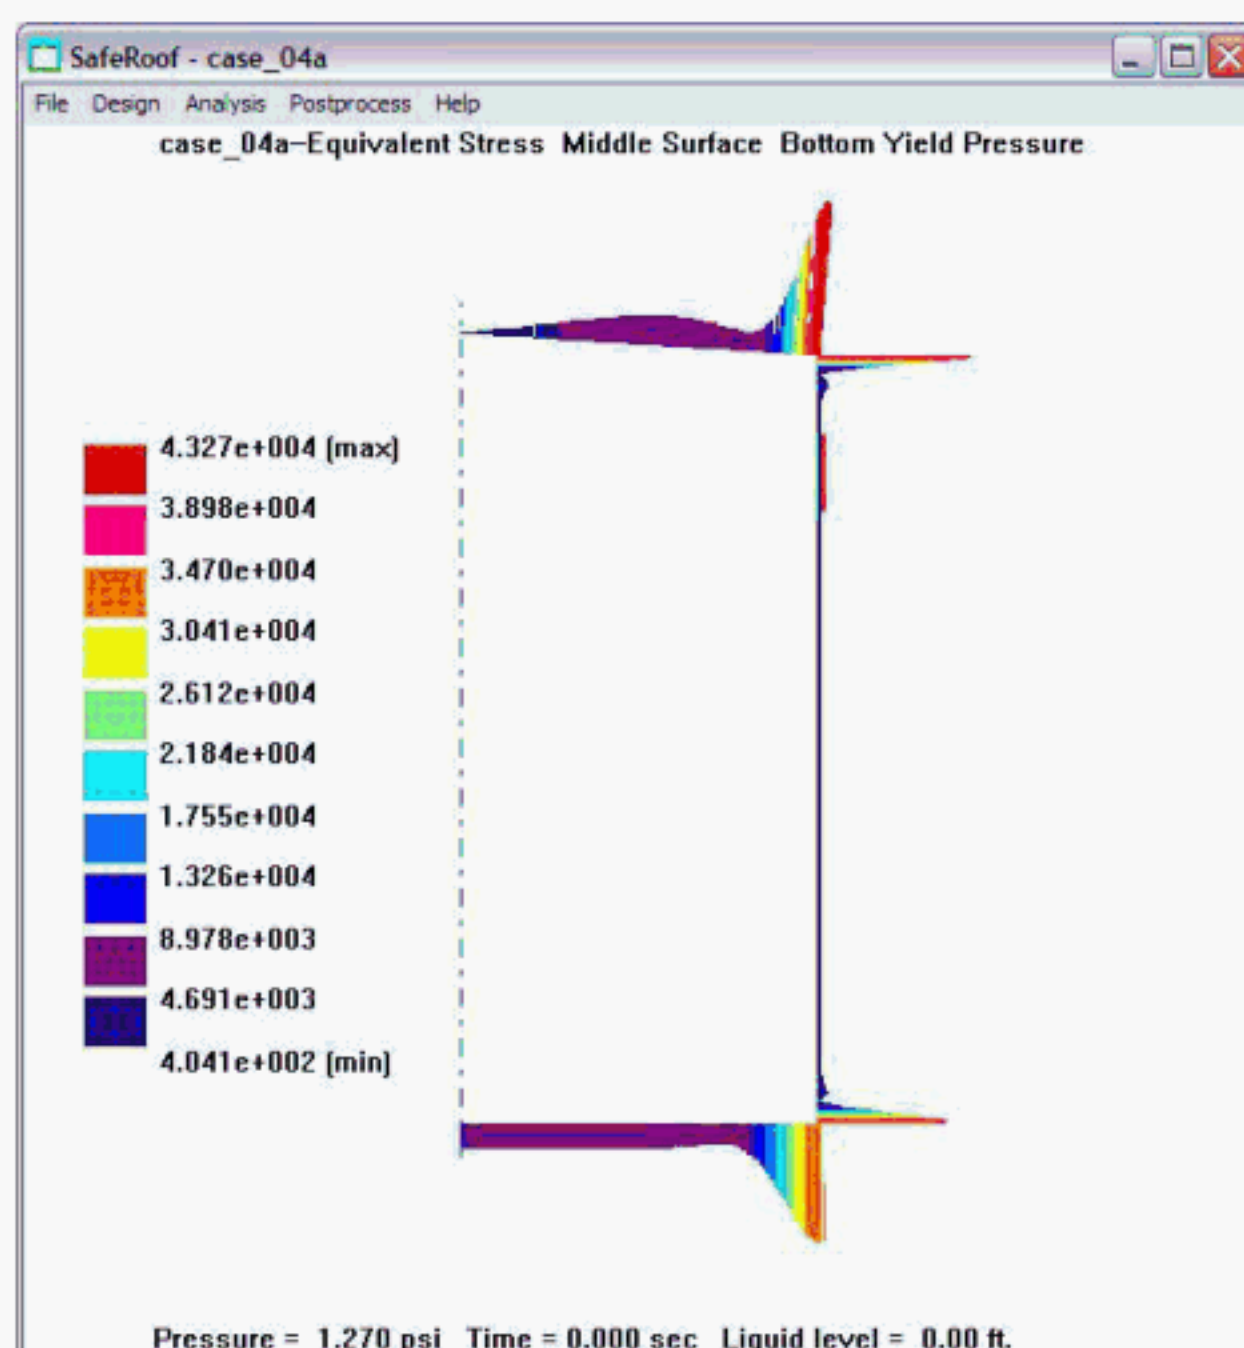 SafeRoof - case_04a
File Design Analysis Postprocess Help
case_04a-Equivalent Stress Middle Surface Bottom Yield Pressure
4.327e+004 (max)
3.898e+004
3.470e+004
3.041e+004
2.612e+004
2.184e+004
1.755e+004
1.326e+004
8.978e+003
4.691e+003
4.041e+002 (min)
Pressure = 1.270 psi Time = 0.000 sec Liquid level = 0.00 ft.